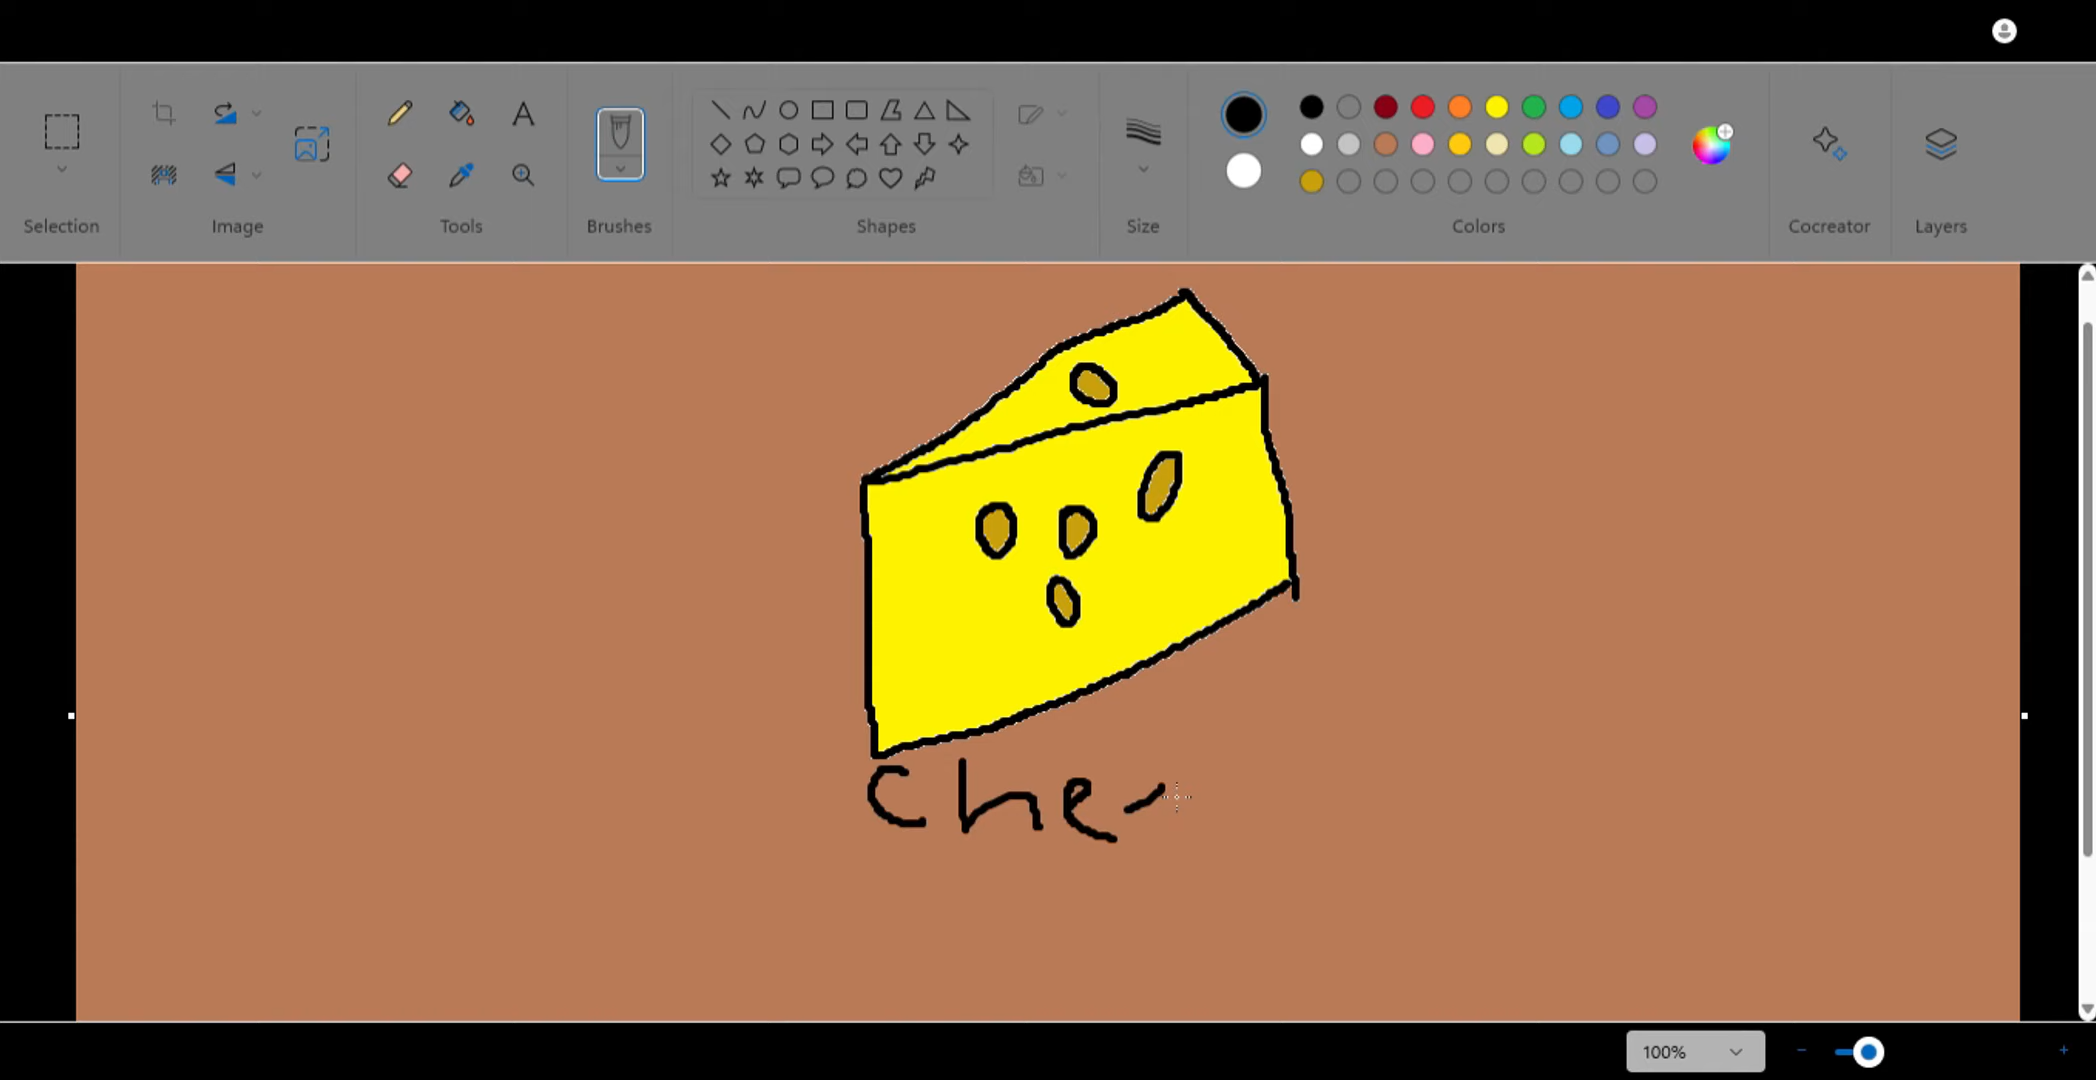 Selection
Image
Tools
Brushes
Shapes
Size
Colors
Cocreator
Layers
Che
100%